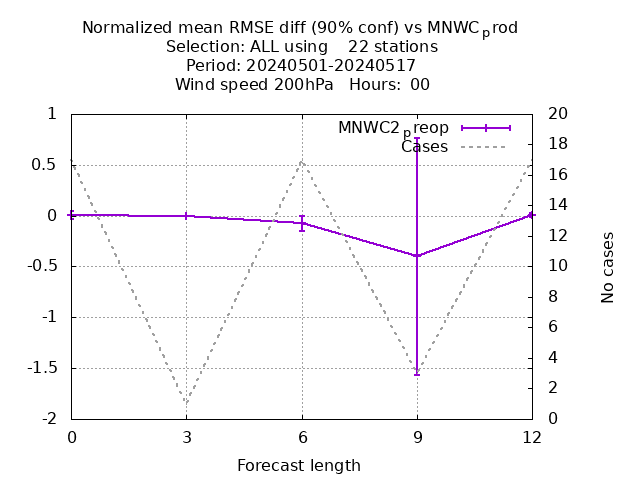 Normalized mean RMSE diff (90% conf) vs MNWCprod
Selection: ALL using    22 stations
Period: 20240501-20240517
Wind speed 200hPa   Hours: 00
MNWC2preop
Cases
1
0.5
0
-0.5
-1
-1.5
-2
20
18
16
14
12
10
8
6
4
2
0
No cases
0 3 6 9 12
Forecast length